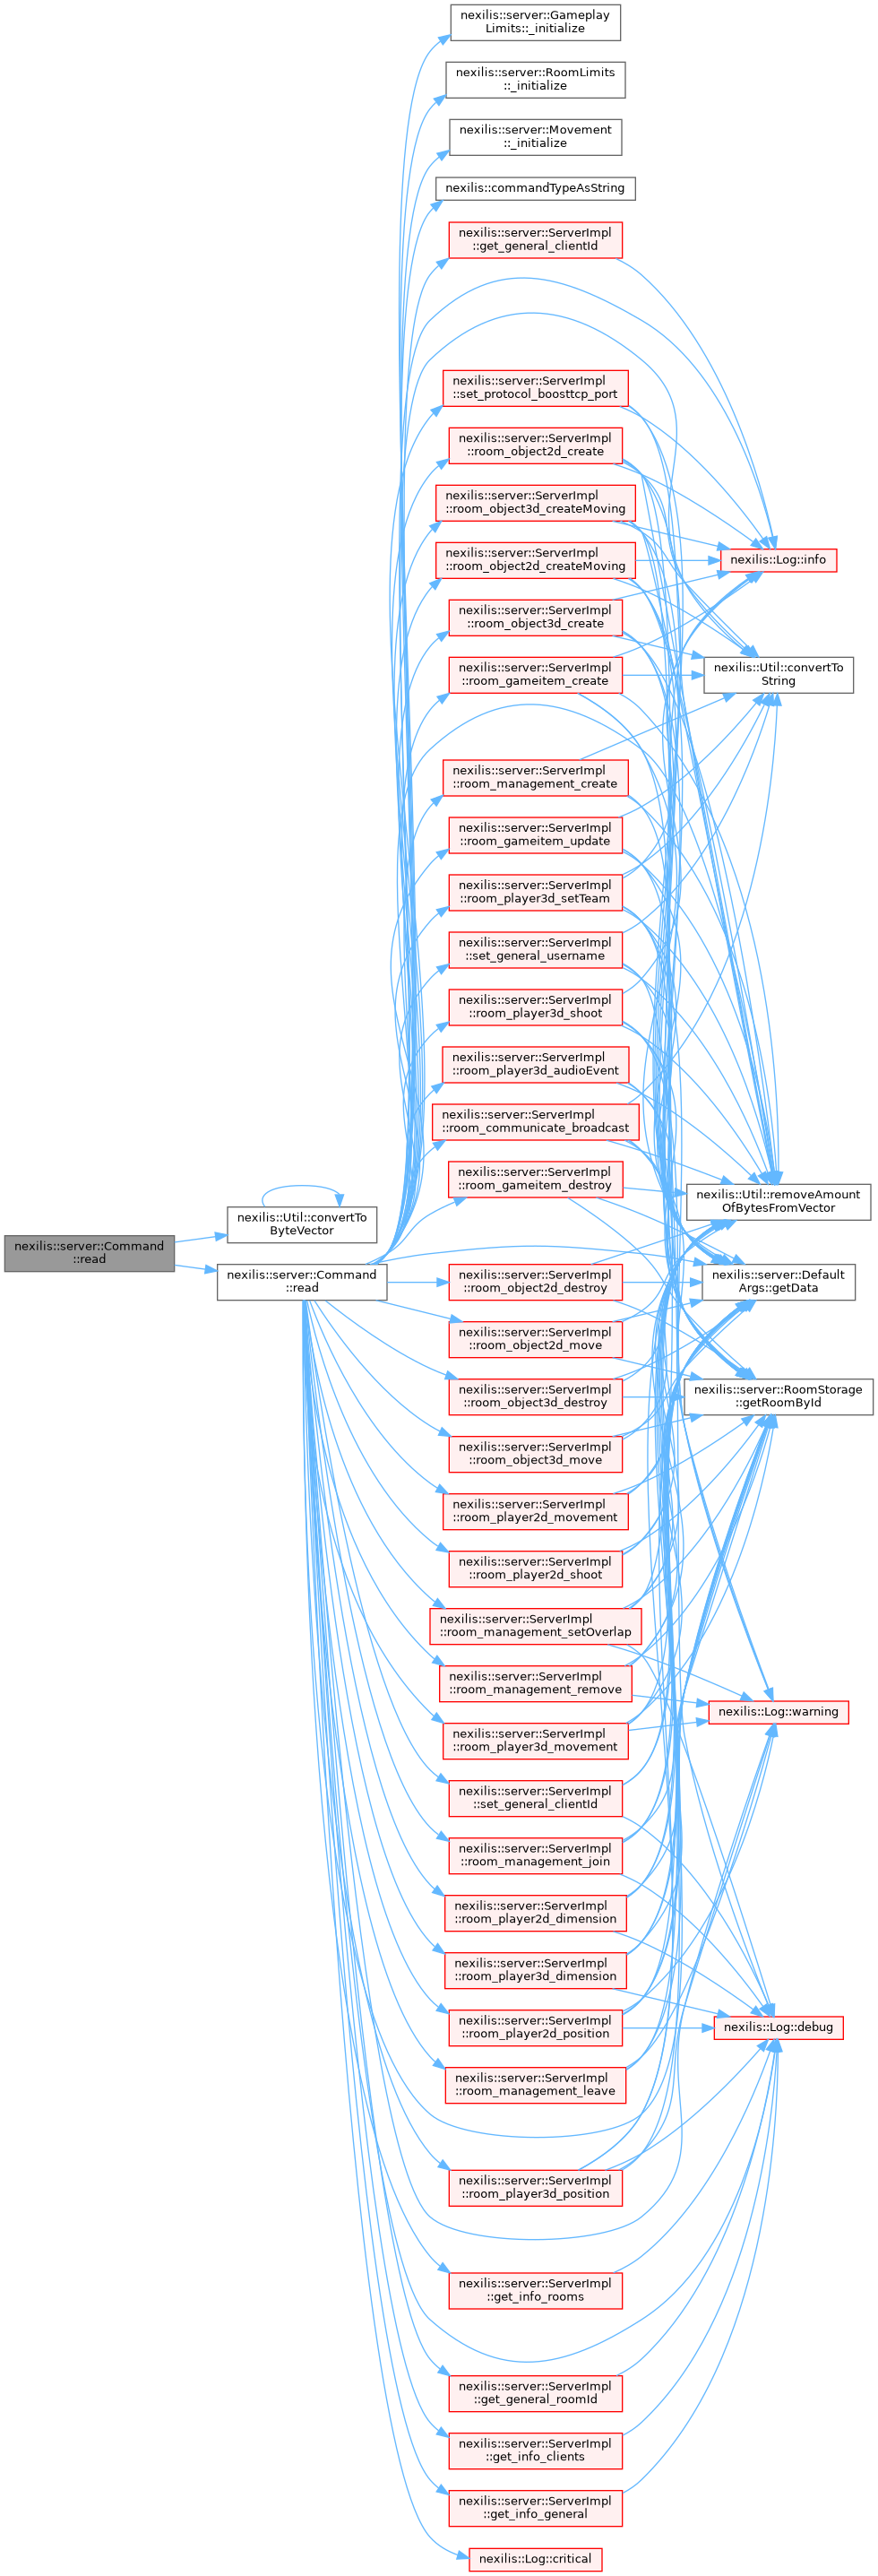 nexilis::server::Command
::read
nexilis::Util::convertTo
ByteVector
nexilis::server::Command
::read
nexilis::server::Gameplay
Limits::_initialize
nexilis::server::RoomLimits
::_initialize
nexilis::server::Movement
::_initialize
nexilis::commandTypeAsString
nexilis::server::ServerImpl
::get_general_clientId
nexilis::server::ServerImpl
::set_protocol_boosttcp_port
nexilis::server::ServerImpl
::room_object2d_create
nexilis::server::ServerImpl
::room_object3d_createMoving
nexilis::server::ServerImpl
::room_object2d_createMoving
nexilis::server::ServerImpl
::room_object3d_create
nexilis::server::ServerImpl
::room_gameitem_create
nexilis::server::ServerImpl
::room_management_create
nexilis::server::ServerImpl
::room_gameitem_update
nexilis::server::ServerImpl
::room_player3d_setTeam
nexilis::server::ServerImpl
::set_general_username
nexilis::server::ServerImpl
::room_player3d_shoot
nexilis::server::ServerImpl
::room_player3d_audioEvent
nexilis::server::ServerImpl
::room_communicate_broadcast
nexilis::server::ServerImpl
::room_gameitem_destroy
nexilis::server::ServerImpl
::room_object2d_destroy
nexilis::server::ServerImpl
::room_object2d_move
nexilis::server::ServerImpl
::room_object3d_destroy
nexilis::server::ServerImpl
::room_object3d_move
nexilis::server::ServerImpl
::room_player2d_movement
nexilis::server::ServerImpl
::room_player2d_shoot
nexilis::server::ServerImpl
::room_management_setOverlap
nexilis::server::ServerImpl
::room_management_remove
nexilis::server::ServerImpl
::room_player3d_movement
nexilis::server::ServerImpl
::set_general_clientId
nexilis::server::ServerImpl
::room_management_join
nexilis::server::ServerImpl
::room_player2d_dimension
nexilis::server::ServerImpl
::room_player3d_dimension
nexilis::server::ServerImpl
::room_player2d_position
nexilis::server::ServerImpl
::room_management_leave
nexilis::server::ServerImpl
::room_player3d_position
nexilis::server::ServerImpl
::get_info_rooms
nexilis::server::ServerImpl
::get_general_roomId
nexilis::server::ServerImpl
::get_info_clients
nexilis::server::ServerImpl
::get_info_general
nexilis::Log::critical
nexilis::Log::info
nexilis::Util::convertTo
String
nexilis::Util::removeAmount
OfBytesFromVector
nexilis::server::Default
Args::getData
nexilis::server::RoomStorage
::getRoomById
nexilis::Log::warning
nexilis::Log::debug